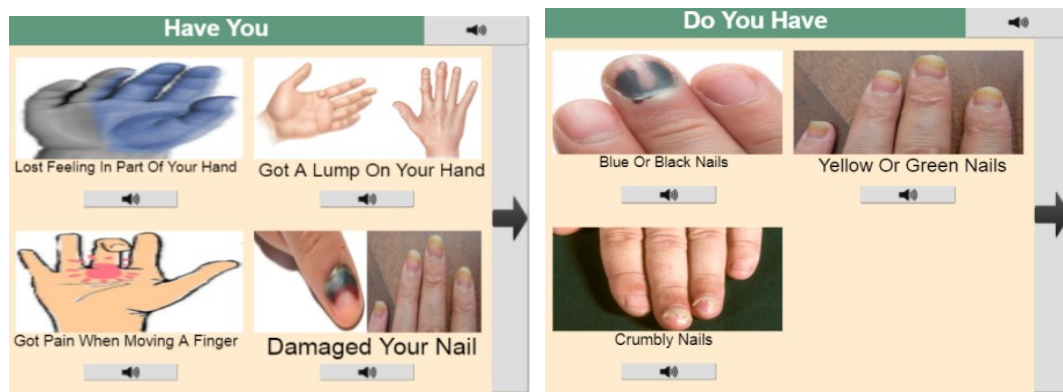 Have You
Lost Feeling In Part Of Your Hand
Got A Lump On Your Hand
Got Pain When Moving A Finger
Damaged Your Nail
Do You Have
Blue Or Black Nails
Yellow Or Green Nails
Crumbly Nails